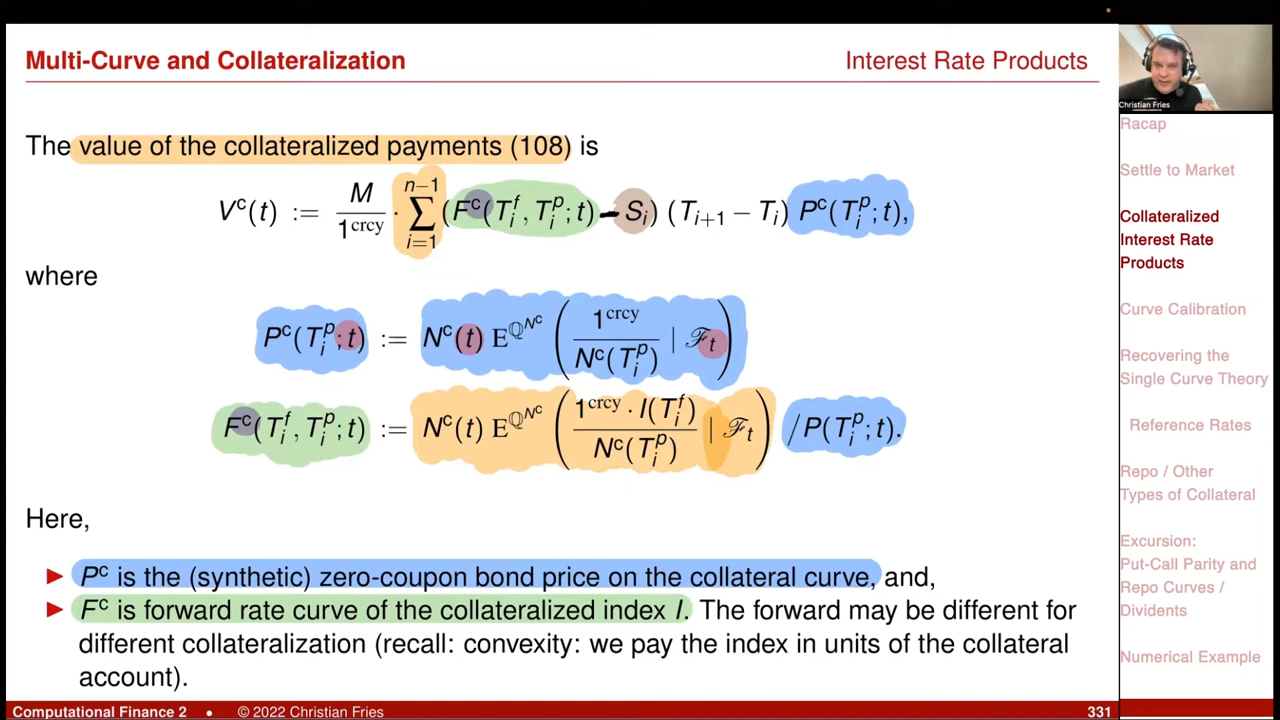 Multi-Curve and Collateralization
Interest Rate Products
The value of the collateralized payments (108) is
V^c(t) := M / 1^crcy · ∑_{i=1}^{n−1} (F^c(T_i^f, T_i^p; t) − S_i) (T_{i+1} − T_i) P^c(T_i^p; t),
where
P^c(T_i^p; t) := N^c(t) E^{ℚ^{N^c}} ( 1^crcy / N^c(T_i^p) | ℱ_t )
F^c(T_i^f, T_i^p; t) := N^c(t) E^{ℚ^{N^c}} ( 1^crcy · I(T_i^f) / N^c(T_i^p) | ℱ_t ) /P(T_i^p; t).
Here,
► P^c is the (synthetic) zero-coupon bond price on the collateral curve, and,
► F^c is forward rate curve of the collateralized index I. The forward may be different for
different collateralization (recall: convexity: we pay the index in units of the collateral
account).
Computational Finance 2 • © 2022 Christian Fries
331
Christian Fries
Racap
Settle to Market
Collateralized
Interest Rate
Products
Curve Calibration
Recovering the
Single Curve Theory
Reference Rates
Repo / Other
Types of Collateral
Excursion:
Put-Call Parity and
Repo Curves /
Dividents
Numerical Example